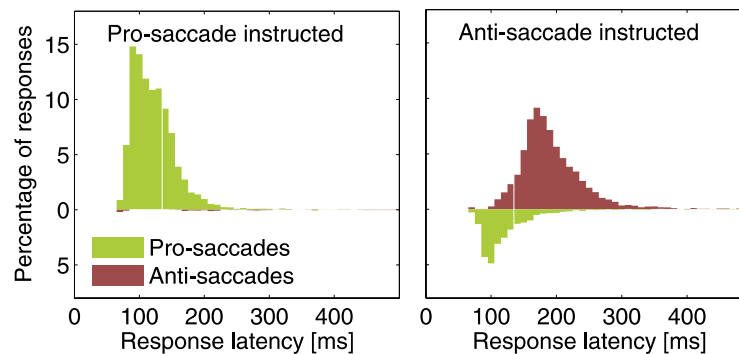 Pro-saccade instructed
Anti-saccade instructed
Percentage of responses
15
10
5
0
5
Pro-saccades
Anti-saccades
0 100 200 300 400
0 100 200 300 400
Response latency [ms]
Response latency [ms]